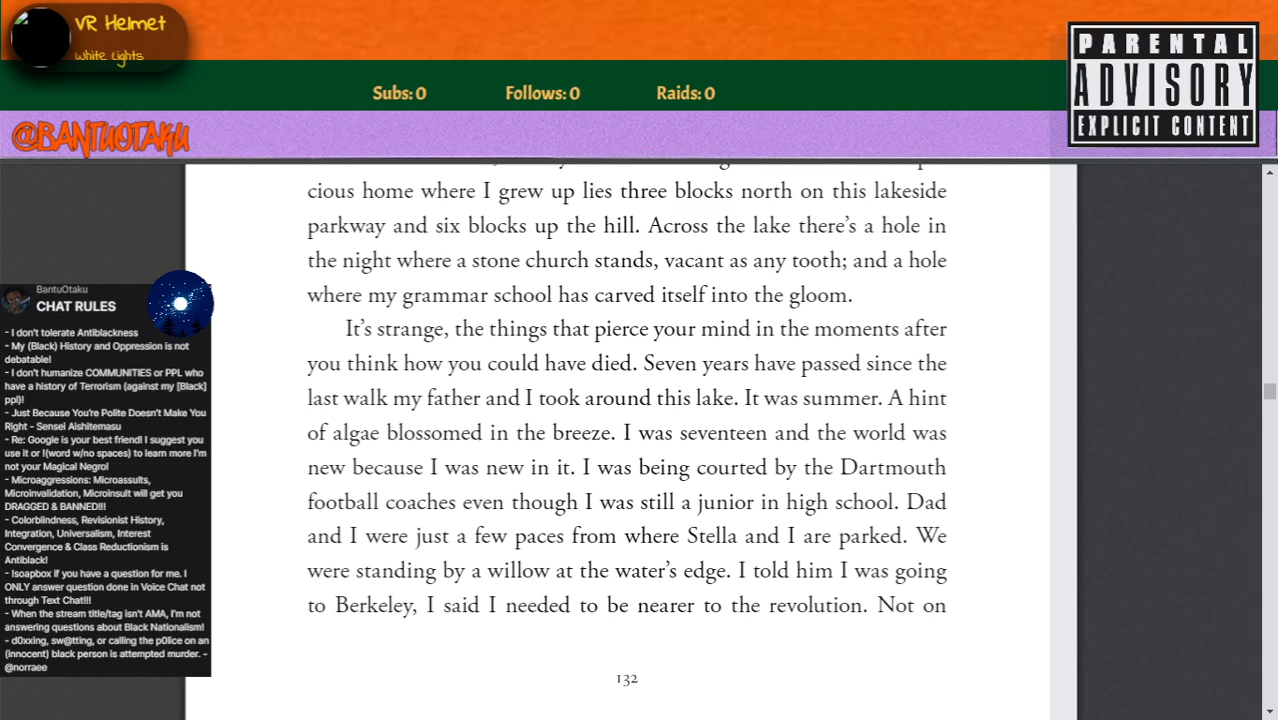 VR Helmet
White Lights
PARENTAL
ADVISORY
EXPLICIT CONTENT
Subs: 0 Follows: 0 Raids: 0
@BANTUOTAKU
cious home where I grew up lies three blocks north on this lakeside
parkway and six blocks up the hill. Across the lake there’s a hole in
the night where a stone church stands, vacant as any tooth; and a hole
where my grammar school has carved itself into the gloom.
It’s strange, the things that pierce your mind in the moments after
you think how you could have died. Seven years have passed since the
last walk my father and I took around this lake. It was summer. A hint
of algae blossomed in the breeze. I was seventeen and the world was
new because I was new in it. I was being courted by the Dartmouth
football coaches even though I was still a junior in high school. Dad
and I were just a few paces from where Stella and I are parked. We
were standing by a willow at the water’s edge. I told him I was going
to Berkeley, I said I needed to be nearer to the revolution. Not on
132
BantuOtaku
CHAT RULES
- I don't tolerate Antiblackness
- My (Black) History and Oppression is not
debatable!
- I don't humanize COMMUNITIES or PPL who
have a history of Terrorism (against my [Black]
ppl)!
- Just Because You're Polite Doesn't Make You
Right - Sensei Aishitemasu
- Re: Google is your best friend! I suggest you
use it or !(word w/no spaces) to learn more I'm
not your Magical Negro!
- Microaggressions: Microassults,
Microinvalidation, Microinsult will get you
DRAGGED & BANNED!!!
- Colorblindness, Revisionist History,
Integration, Universalism, Interest
Convergence & Class Reductionism is
Antiblack!
- !soapbox if you have a question for me. I
ONLY answer question done in Voice Chat not
through Text Chat!!!
- When the stream title/tag isn't AMA, I'm not
answering questions about Black Nationalism!
- d0xxing, sw@tting, or calling the p0lice on an
(innocent) black person is attempted murder. -
@norraee